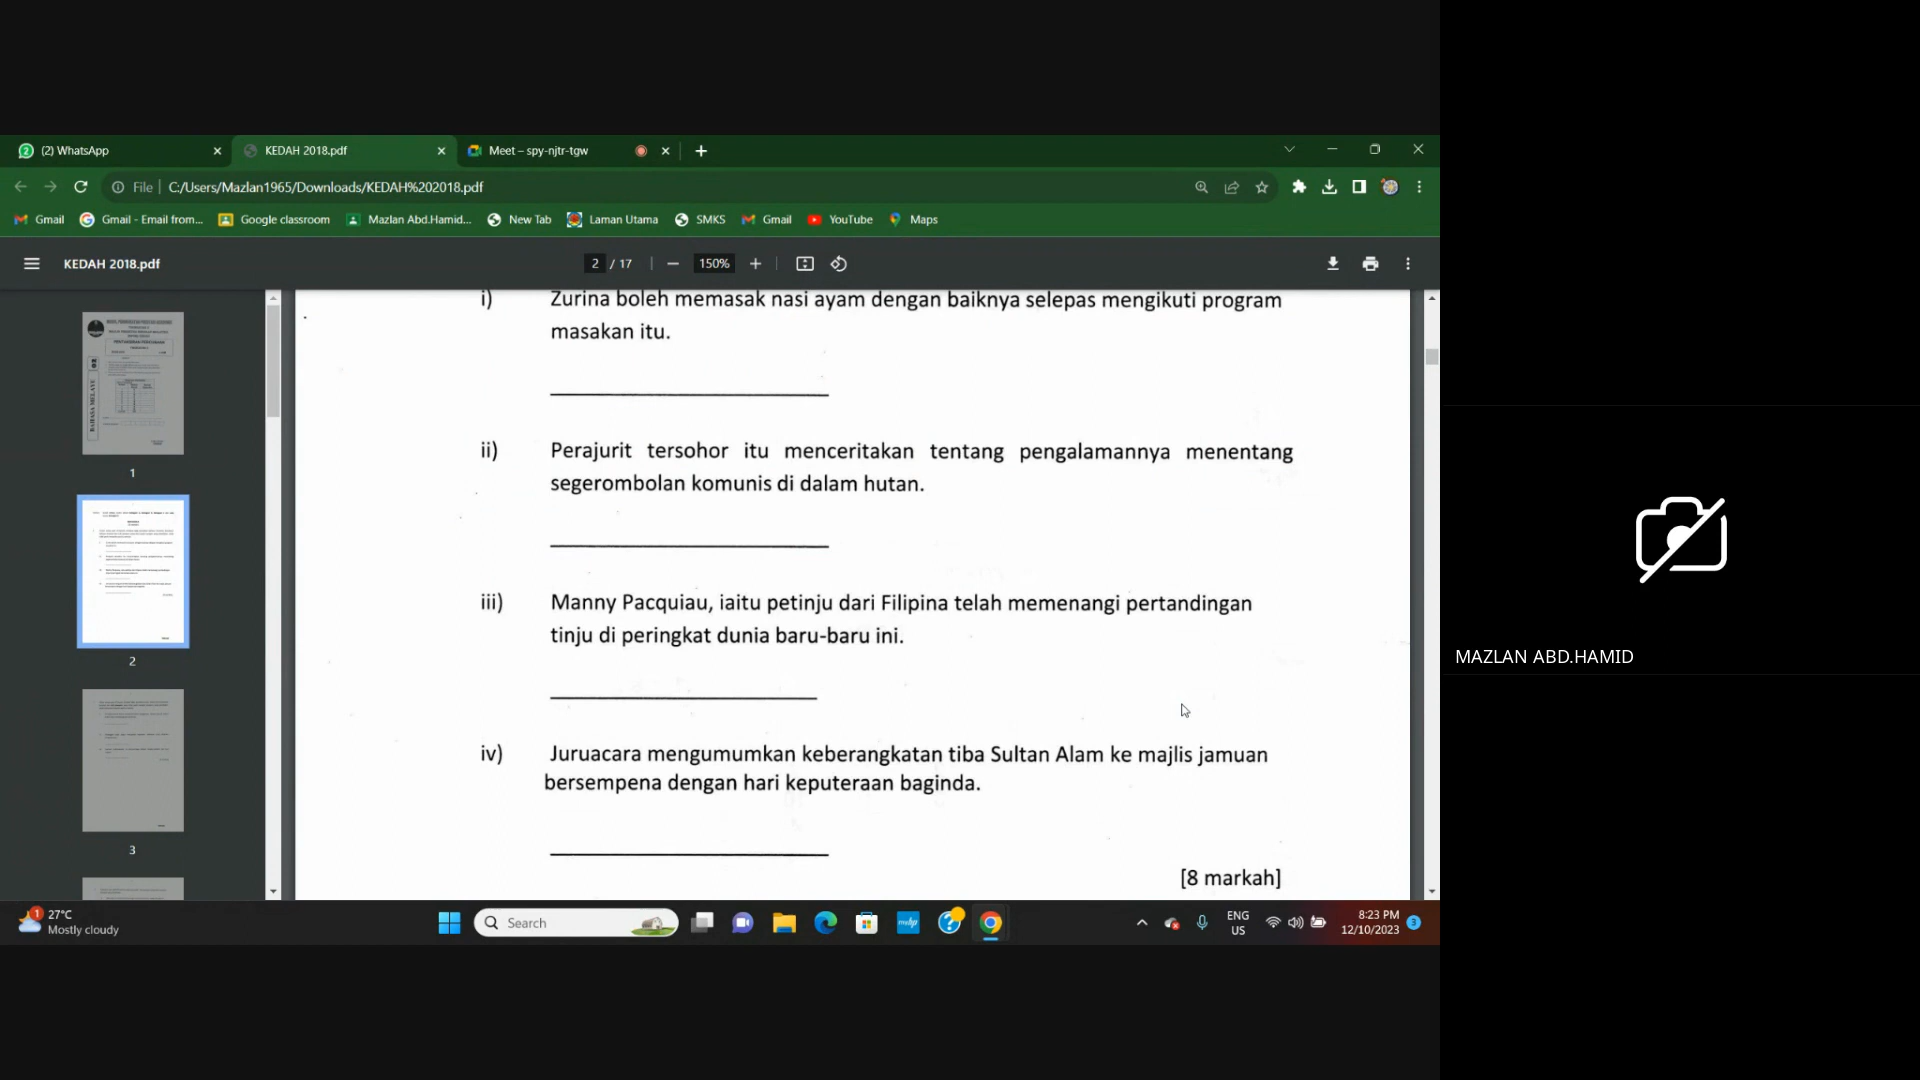 (2) WhatsApp
KEDAH 2018.pdf
Meet – spy-njtr-tgw
File
C:/Users/Mazlan1965/Downloads/KEDAH%202018.pdf
Gmail
Gmail - Email from...
Google classroom
Mazlan Abd.Hamid...
New Tab
Laman Utama
SMKS
Gmail
YouTube
Maps
KEDAH 2018.pdf
2 / 17
150%
1
2
3
i) Zurina boleh memasak nasi ayam dengan baiknya selepas mengikuti program
masakan itu.
ii) Perajurit tersohor itu menceritakan tentang pengalamannya menentang
segerombolan komunis di dalam hutan.
iii) Manny Pacquiau, iaitu petinju dari Filipina telah memenangi pertandingan
tinju di peringkat dunia baru-baru ini.
iv) Juruacara mengumumkan keberangkatan tiba Sultan Alam ke majlis jamuan
bersempena dengan hari keputeraan baginda.
[8 markah]
MAZLAN ABD.HAMID
1
27°C
Mostly cloudy
Search
ENG
US
8:23 PM
12/10/2023
3